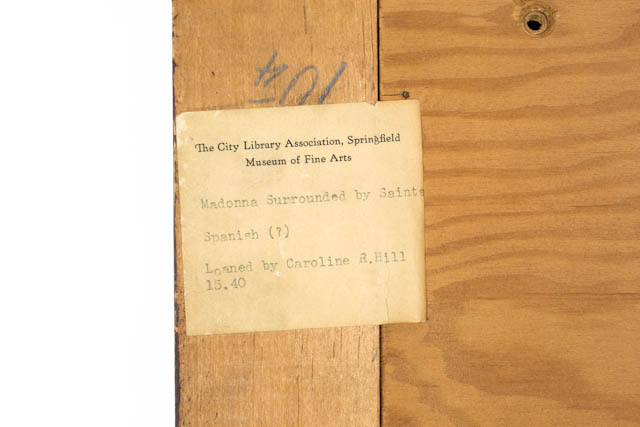 The City Library Association, Springfield
Museum of Fine Arts
Madonna Surrounded by Saints
Spanish (?)
Loaned by Caroline R.Hill
15.40